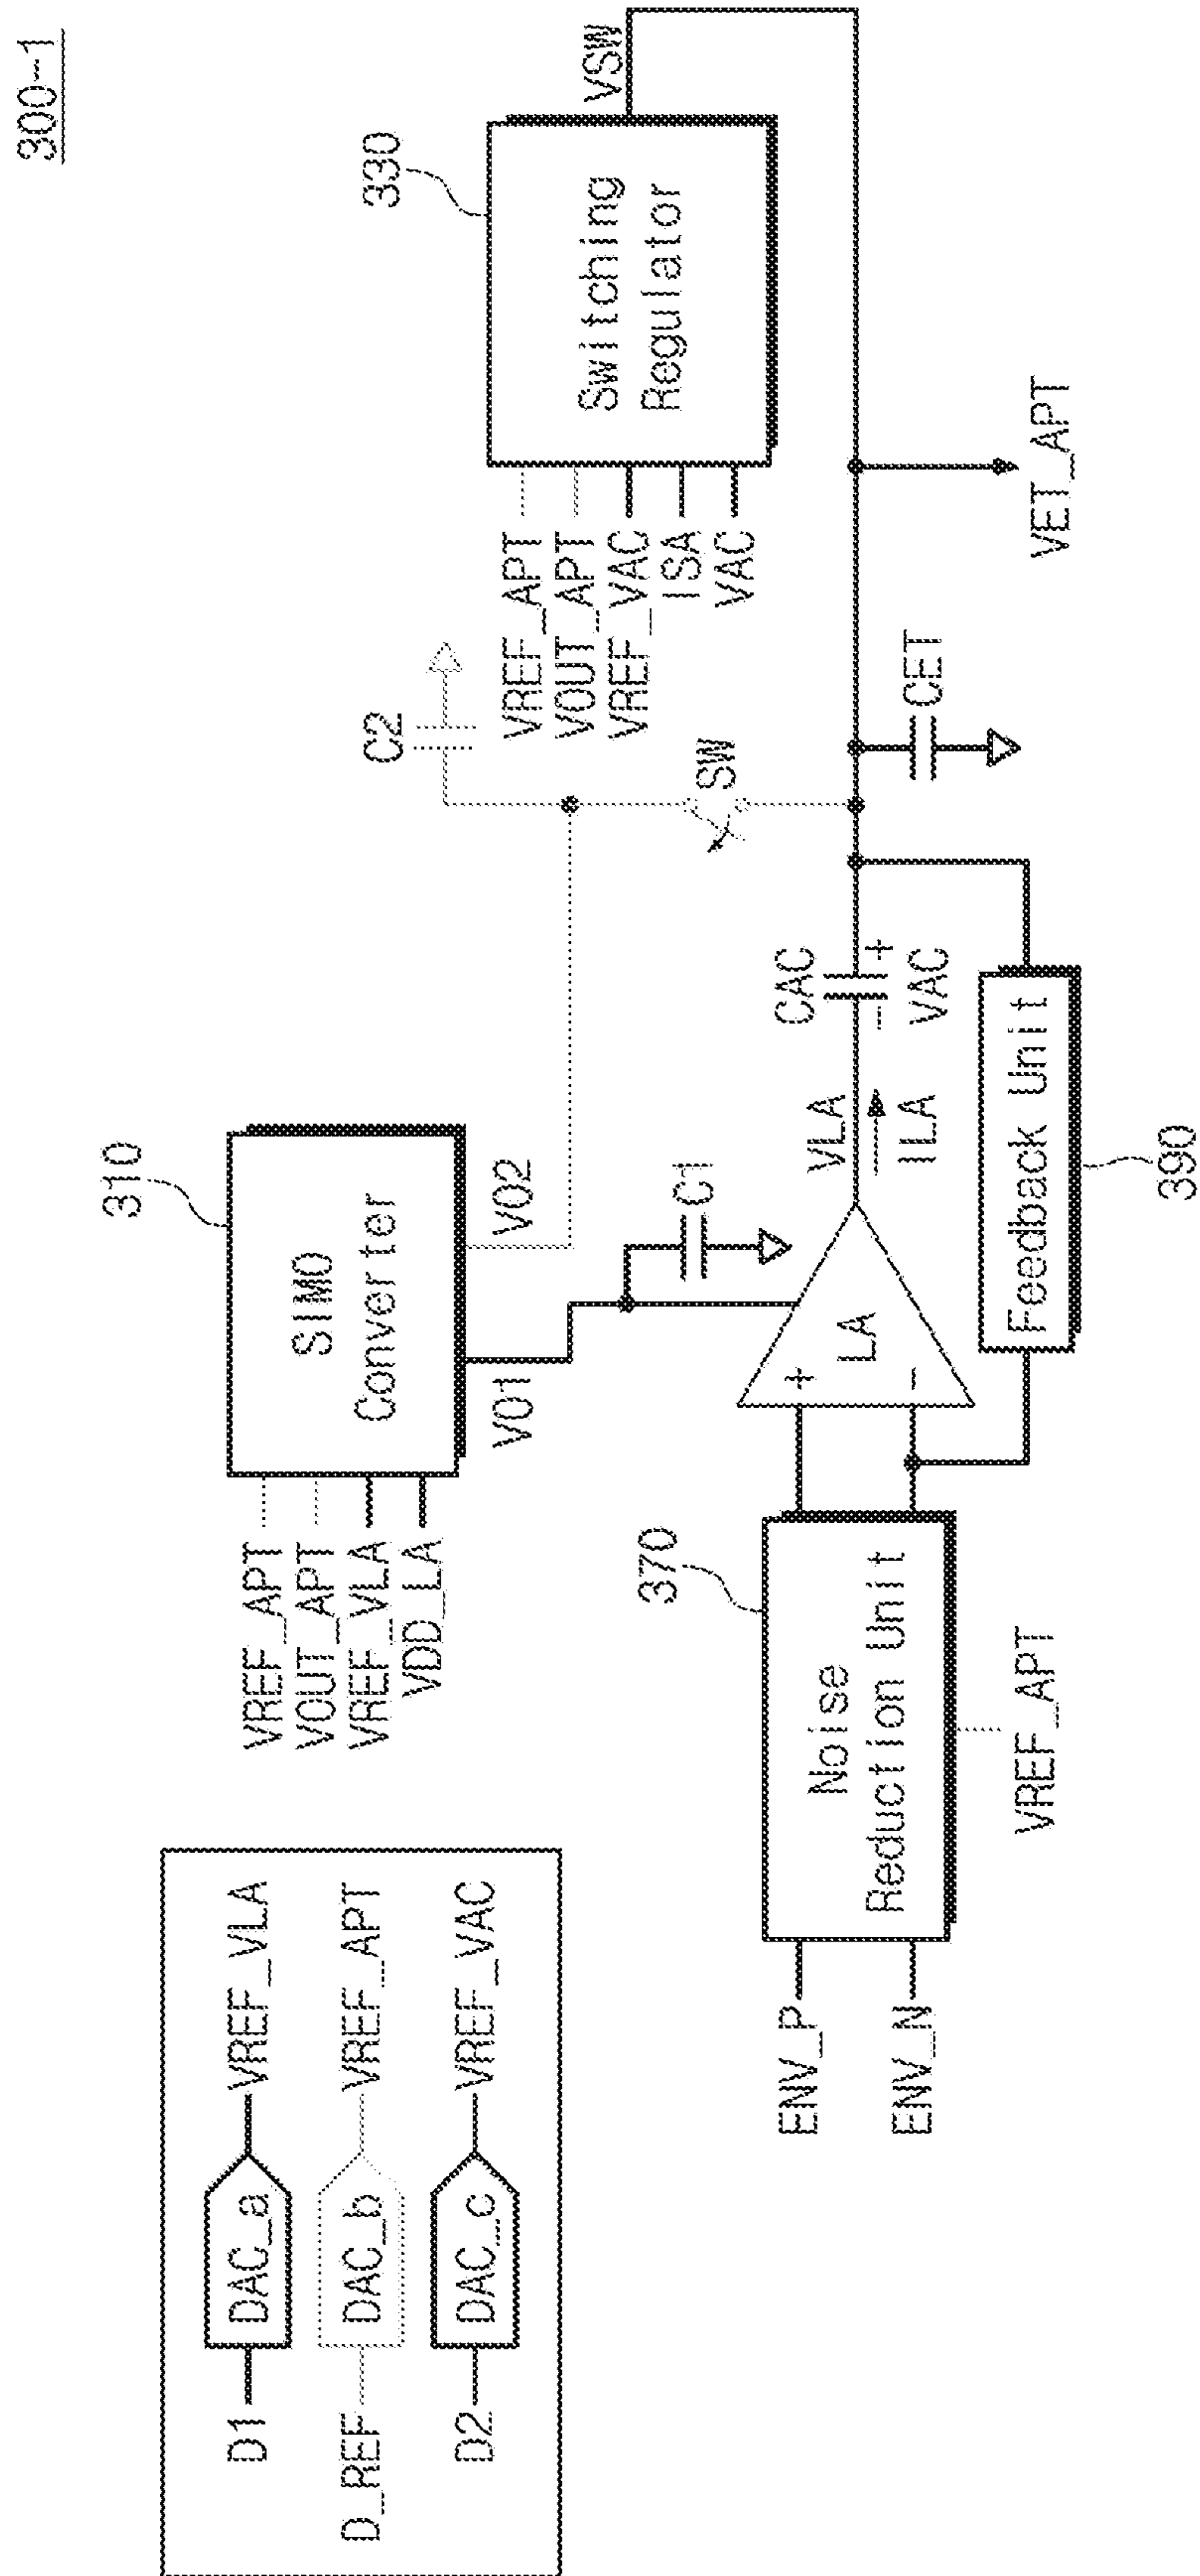 300-1
D1
DAC_a
VREF_VLA
D_REF
DAC_b
VREF_APT
D2
DAC_c
VREF_VAC
310
SIMO
Converter
VREF_APT
VOUT_APT
VREF_VLA
VDD_LA
VO1
VO2
C1
C2
SW
330
Switching
Regulator
VREF_APT
VOUT_APT
VREF_VAC
ISA
VAC
VSW
370
Noise
Reduction Unit
ENV_P
ENV_N
VREF_APT
+
-
LA
VLA
ILA
CAC
- +
VAC
CET
VET_APT
Feedback Unit
390